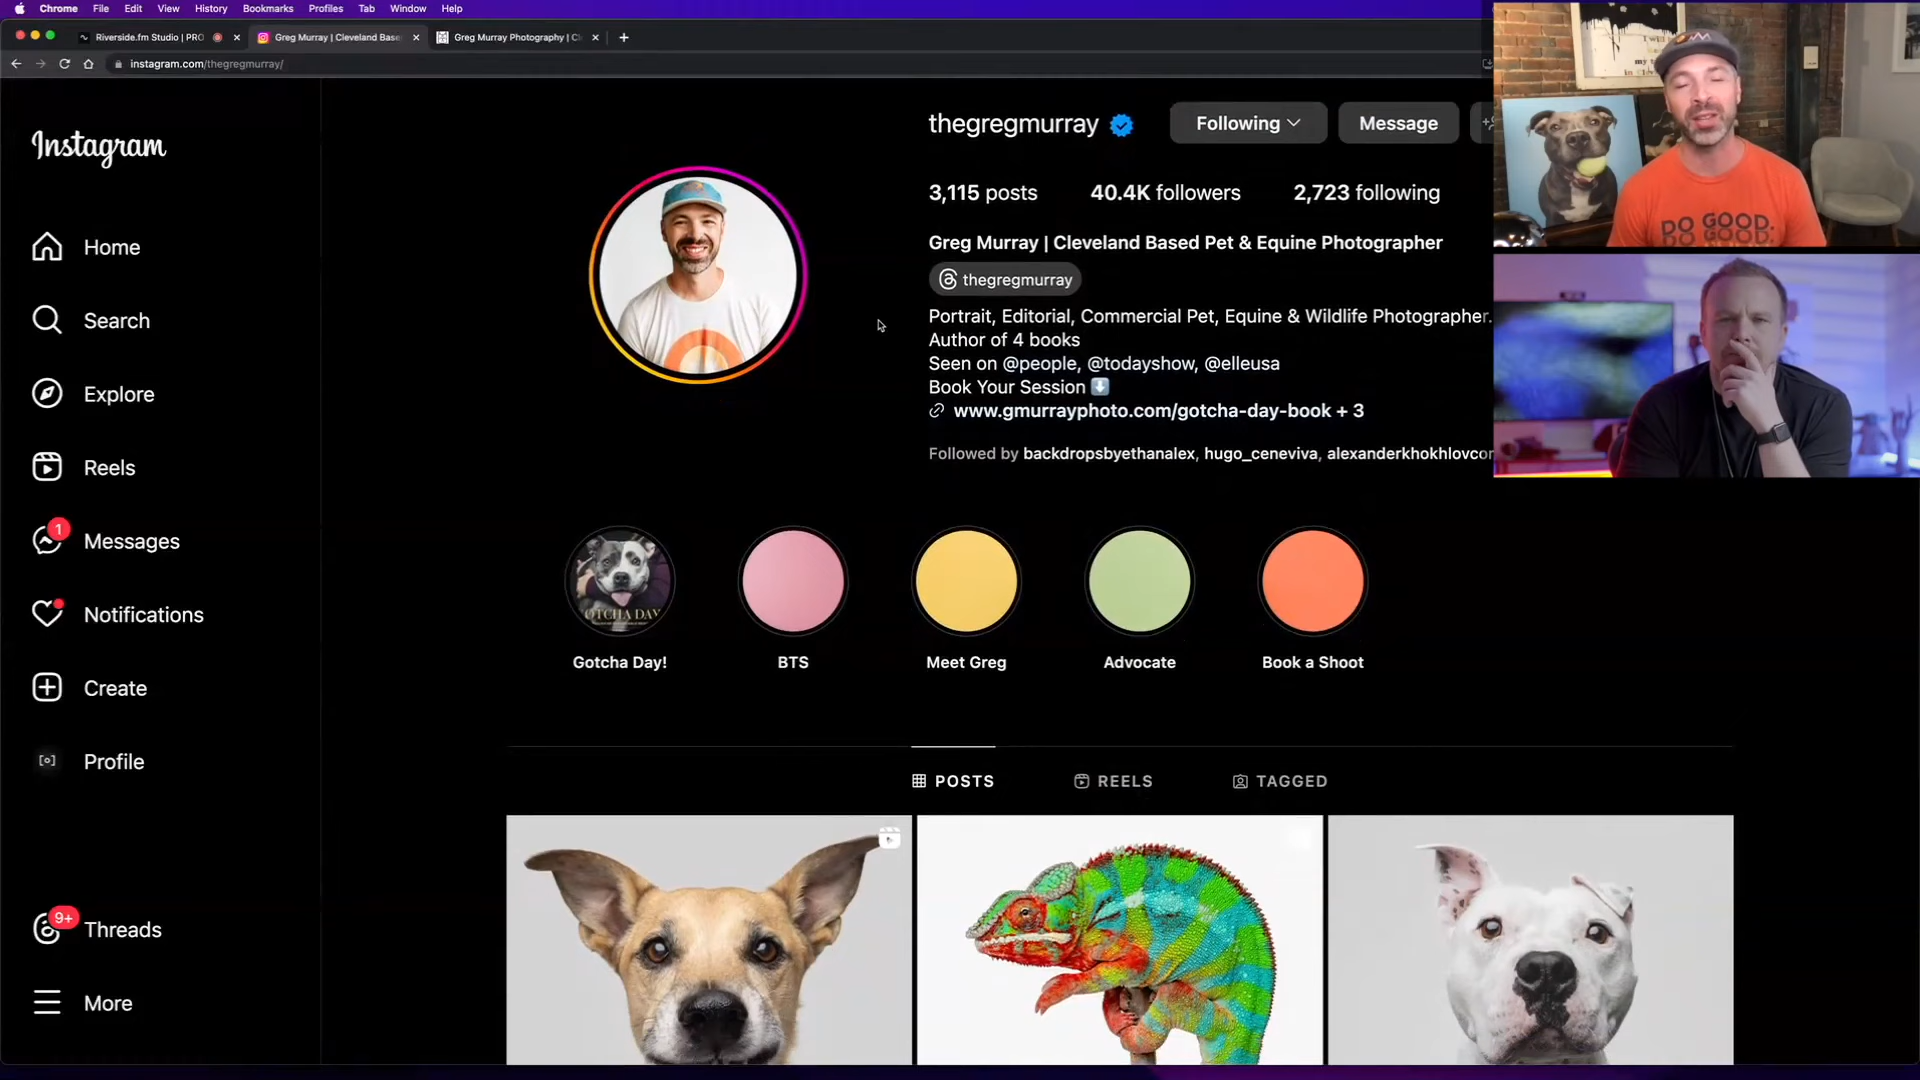 Chrome File Edit View History Bookmarks Profiles Tab Window Help
Riverside.fm Studio | PRO
Greg Murray | Cleveland Base
Greg Murray Photography | Cl
instagram.com/thegregmurray/
Instagram
Home
Search
Explore
Reels
1
Messages
Notifications
Create
Profile
9+
Threads
More
thegregmurray
Following
Message
3,115 posts
40.4K followers
2,723 following
Greg Murray | Cleveland Based Pet & Equine Photographer
thegregmurray
Portrait, Editorial, Commercial Pet, Equine & Wildlife Photographer.
Author of 4 books
Seen on @people, @todayshow, @elleusa
Book Your Session
www.gmurrayphoto.com/gotcha-day-book + 3
Followed by backdropsbyethanalex, hugo_ceneviva, alexanderkhokhlovcom
GOTCHA DAY
Gotcha Day!
BTS
Meet Greg
Advocate
Book a Shoot
POSTS
REELS
TAGGED
DO GOOD.
DO GOOD.